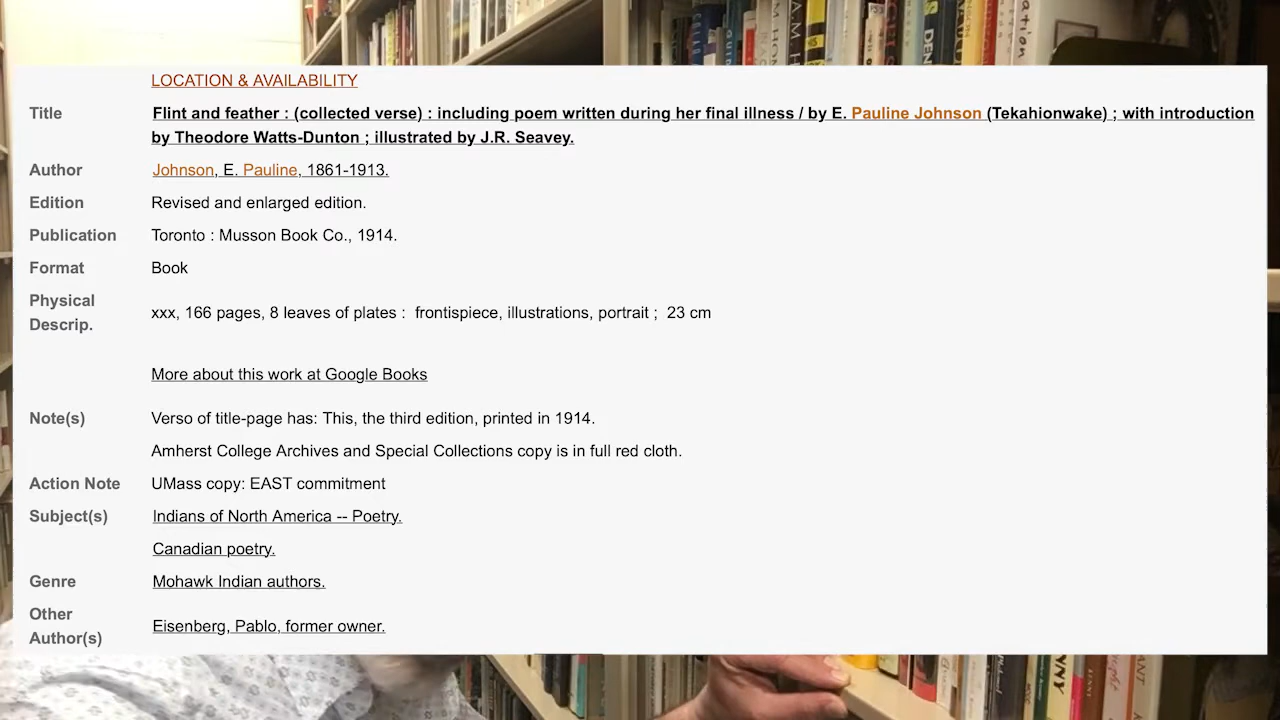 LOCATION & AVAILABILITY
Title Flint and feather : (collected verse) : including poem written during her final illness / by E. Pauline Johnson (Tekahionwake) ; with introduction
by Theodore Watts-Dunton ; illustrated by J.R. Seavey.
Author Johnson, E. Pauline, 1861-1913.
Edition Revised and enlarged edition.
Publication Toronto : Musson Book Co., 1914.
Format Book
Physical
Descrip. xxx, 166 pages, 8 leaves of plates : frontispiece, illustrations, portrait ; 23 cm
More about this work at Google Books
Note(s) Verso of title-page has: This, the third edition, printed in 1914.
Amherst College Archives and Special Collections copy is in full red cloth.
Action Note UMass copy: EAST commitment
Subject(s) Indians of North America -- Poetry.
Canadian poetry.
Genre Mohawk Indian authors.
Other
Author(s) Eisenberg, Pablo, former owner.